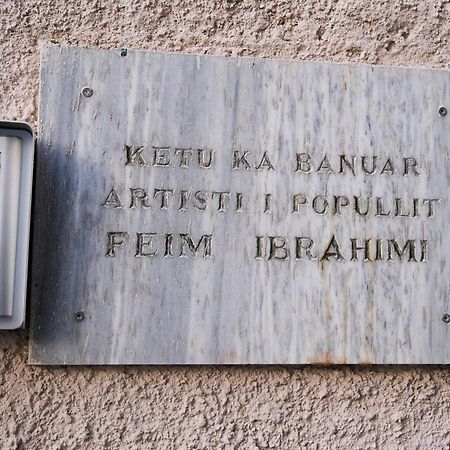 KETU KA BANUAR
ARTISTI I POPULLIT
FEIM IBRAHIMI